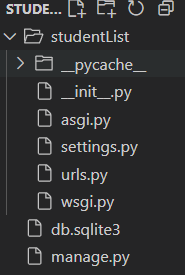 STUDE...
studentList
__pycache__
__init__.py
asgi.py
settings.py
urls.py
wsgi.py
db.sqlite3
manage.py